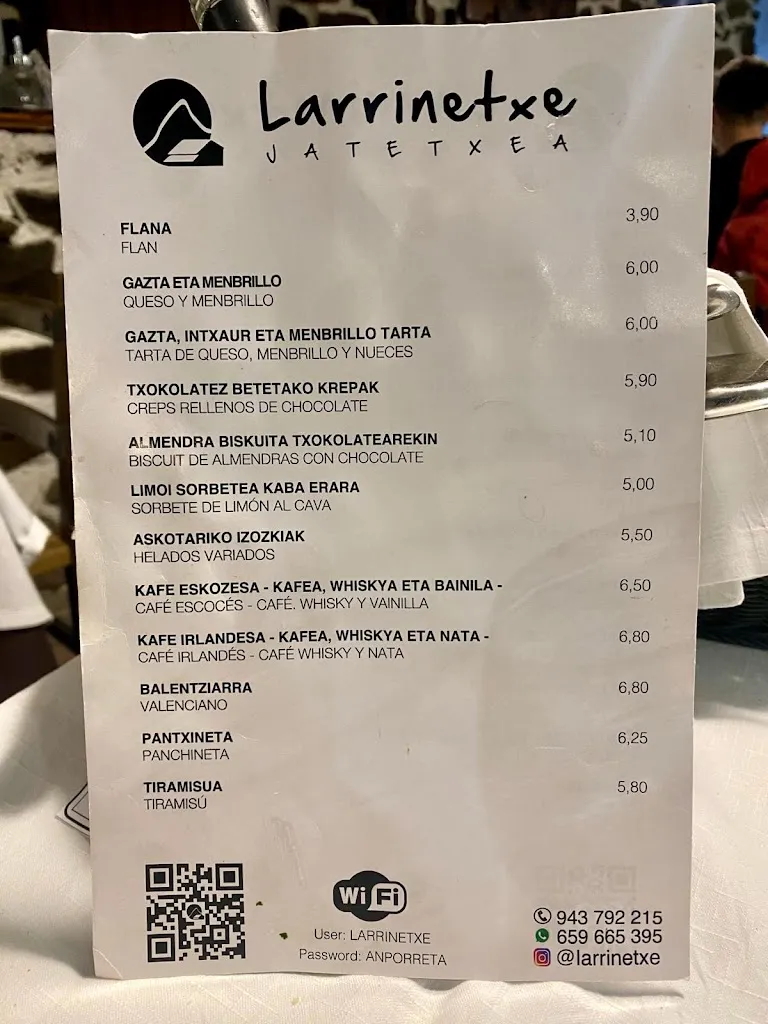 Larrinetxe
JATETXEA
FLANA 3,90
FLAN
GAZTA ETA MENBRILLO 6,00
QUESO Y MENBRILLO
GAZTA, INTXAUR ETA MENBRILLO TARTA 6,00
TARTA DE QUESO, MENBRILLO Y NUECES
TXOKOLATEZ BETETAKO KREPAK 5,90
CREPS RELLENOS DE CHOCOLATE
ALMENDRA BISKUITA TXOKOLATEAREKIN 5,10
BISCUIT DE ALMENDRAS CON CHOCOLATE
LIMOI SORBETEA KABA ERARA 5,00
SORBETE DE LIMÓN AL CAVA
ASKOTARIKO IZOZKIAK 5,50
HELADOS VARIADOS
KAFE ESKOZESA - KAFEA, WHISKYA ETA BAINILA - 6,50
CAFÉ ESCOCÉS - CAFÉ. WHISKY Y VAINILLA
KAFE IRLANDESA - KAFEA, WHISKYA ETA NATA - 6,80
CAFÉ IRLANDÉS - CAFÉ WHISKY Y NATA
BALENTZIARRA 6,80
VALENCIANO
PANTXINETA 6,25
PANCHINETA
TIRAMISUA 5,80
TIRAMISÚ
WiFi
User: LARRINETXE
Password: ANPORRETA
943 792 215
659 665 395
@larrinetxe